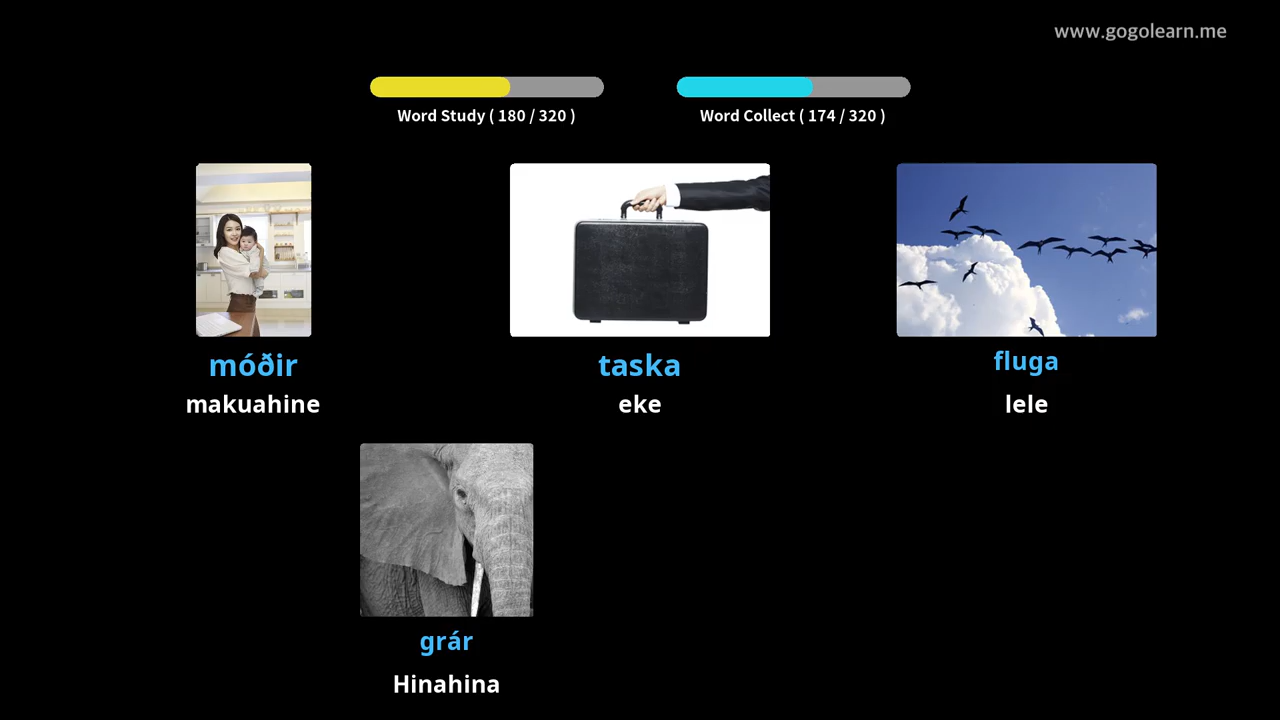 www.gogolearn.me
Word Study ( 180 / 320 )
Word Collect ( 174 / 320 )
móðir
makuahine
taska
eke
fluga
lele
grár
Hinahina